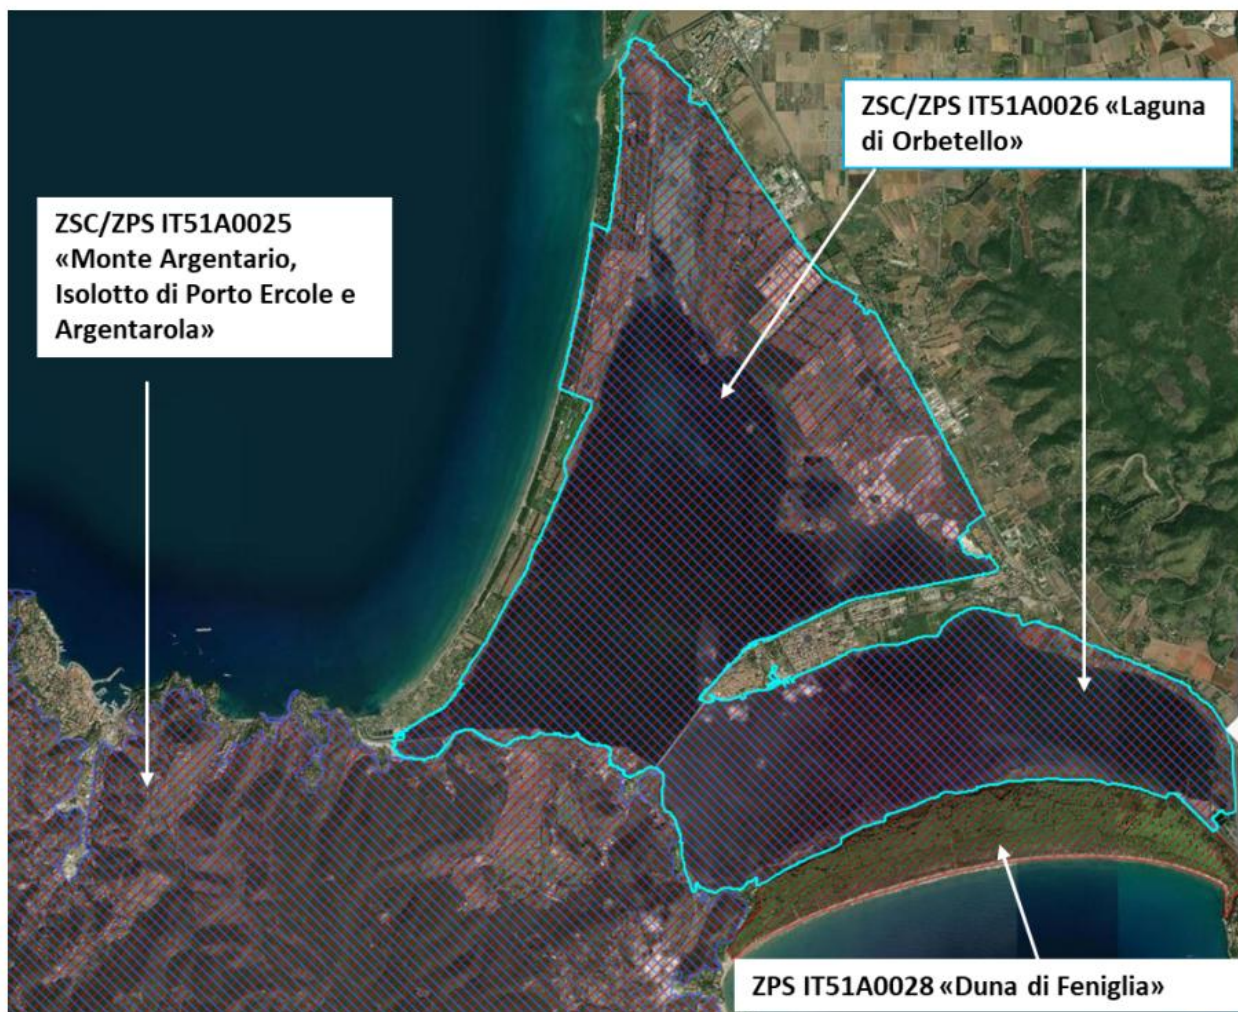 ZSC/ZPS IT51A0026 «Laguna
di Orbetello»
ZSC/ZPS IT51A0025
«Monte Argentario,
Isolotto di Porto Ercole e
Argentarola»
ZPS IT51A0028 «Duna di Feniglia»